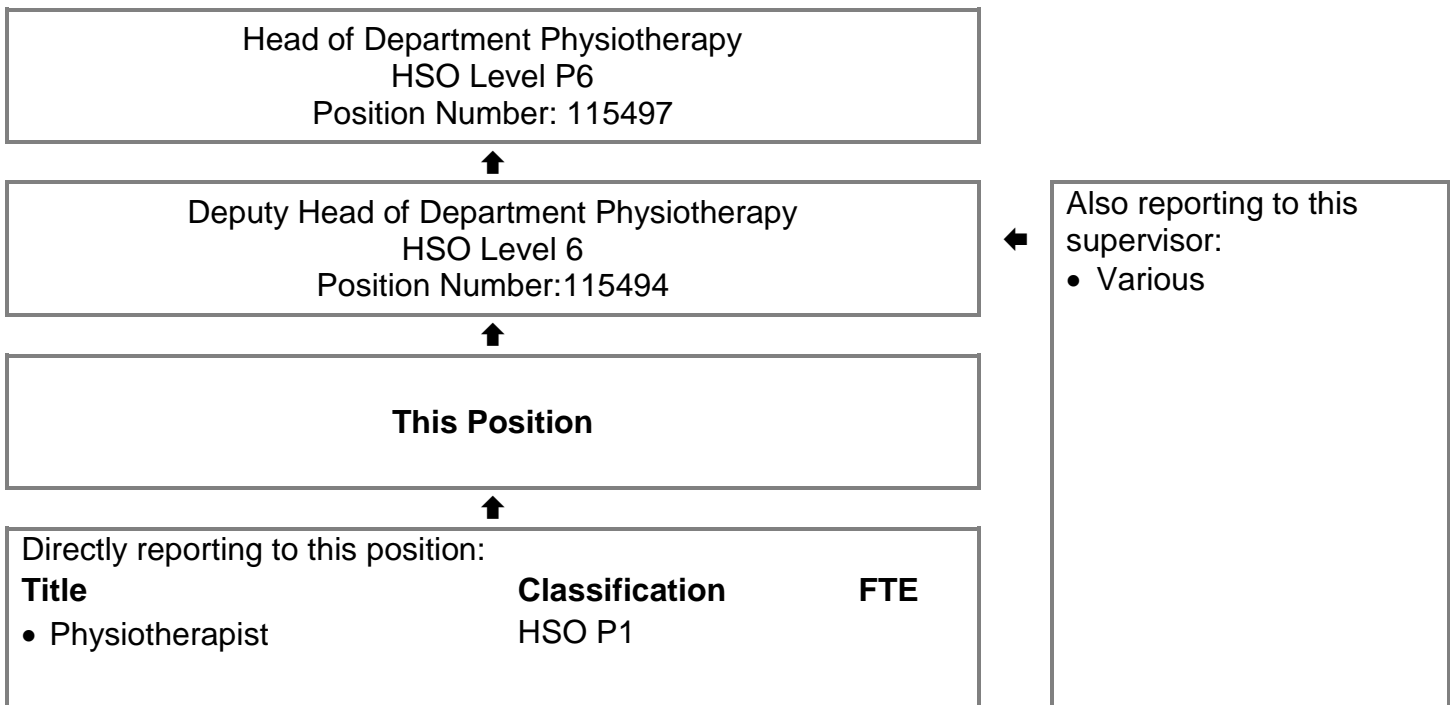 Head of Department Physiotherapy
HSO Level P6
Position Number: 115497
Deputy Head of Department Physiotherapy
HSO Level 6
Position Number:115494
Also reporting to this
supervisor:
• Various
This Position
Directly reporting to this position:
Title Classification FTE
• Physiotherapist HSO P1